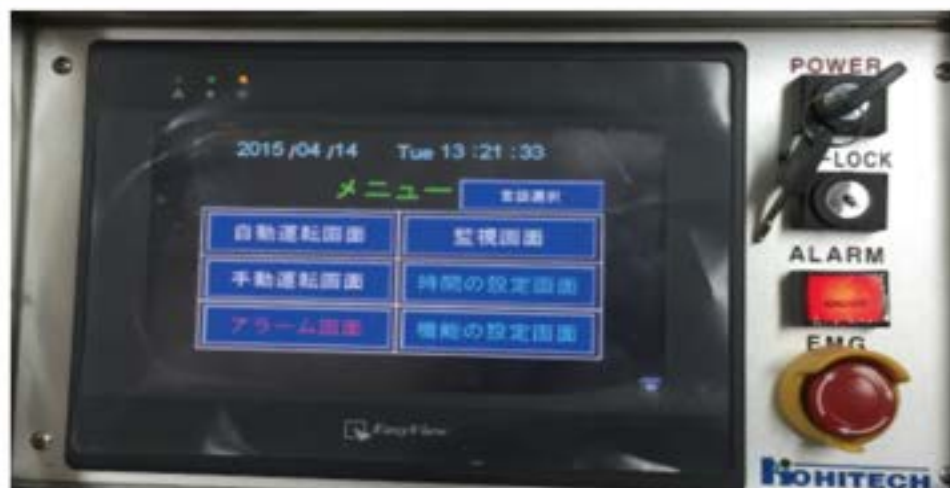 2015/04/14 Tue 13:21:33
メニュー 言語選択
自動運転画面 監視画面
手動運転画面 時間の設定画面
アラーム画面 機能の設定画面
EasyView
POWER
-LOCK
ALARM
EMG
HOHITECH